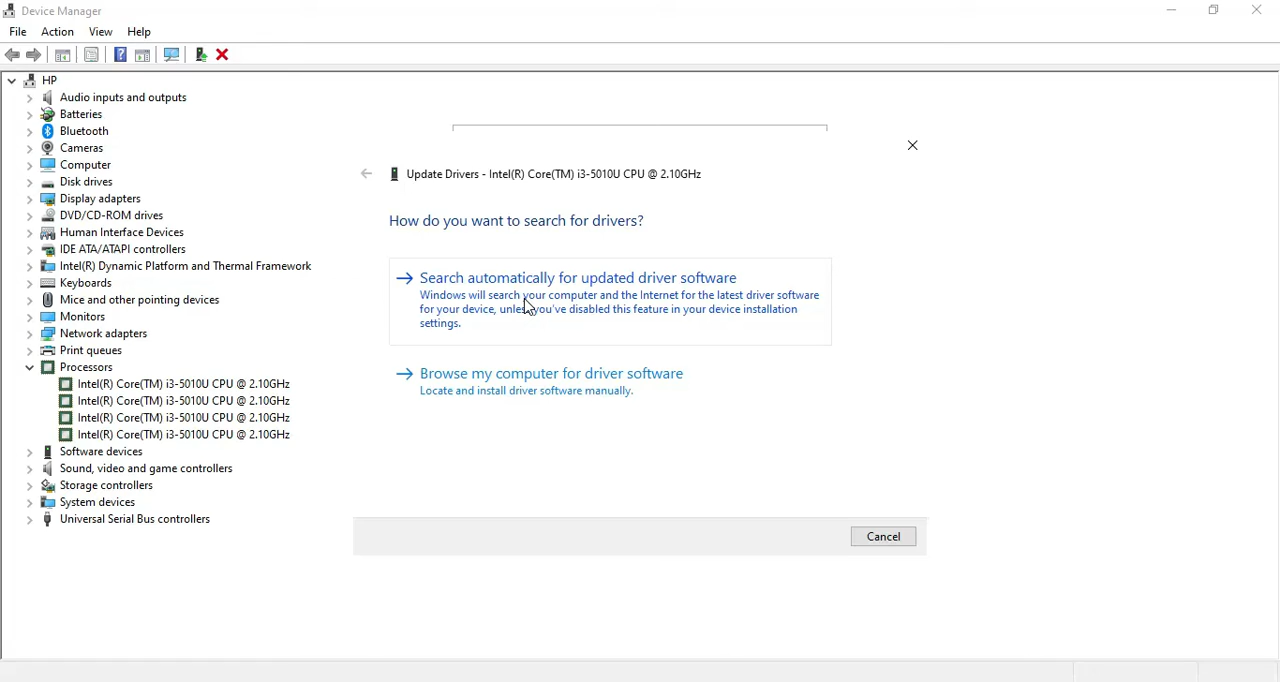 Device Manager
File Action View Help
HP
Audio inputs and outputs
Batteries
Bluetooth
Cameras
Computer
Disk drives
Display adapters
DVD/CD-ROM drives
Human Interface Devices
IDE ATA/ATAPI controllers
Intel(R) Dynamic Platform and Thermal Framework
Keyboards
Mice and other pointing devices
Monitors
Network adapters
Print queues
Processors
Intel(R) Core(TM) i3-5010U CPU @ 2.10GHz
Intel(R) Core(TM) i3-5010U CPU @ 2.10GHz
Intel(R) Core(TM) i3-5010U CPU @ 2.10GHz
Intel(R) Core(TM) i3-5010U CPU @ 2.10GHz
Software devices
Sound, video and game controllers
Storage controllers
System devices
Universal Serial Bus controllers
Update Drivers - Intel(R) Core(TM) i3-5010U CPU @ 2.10GHz
How do you want to search for drivers?
Search automatically for updated driver software
Windows will search your computer and the Internet for the latest driver software
for your device, unless you've disabled this feature in your device installation
settings.
Browse my computer for driver software
Locate and install driver software manually.
Cancel